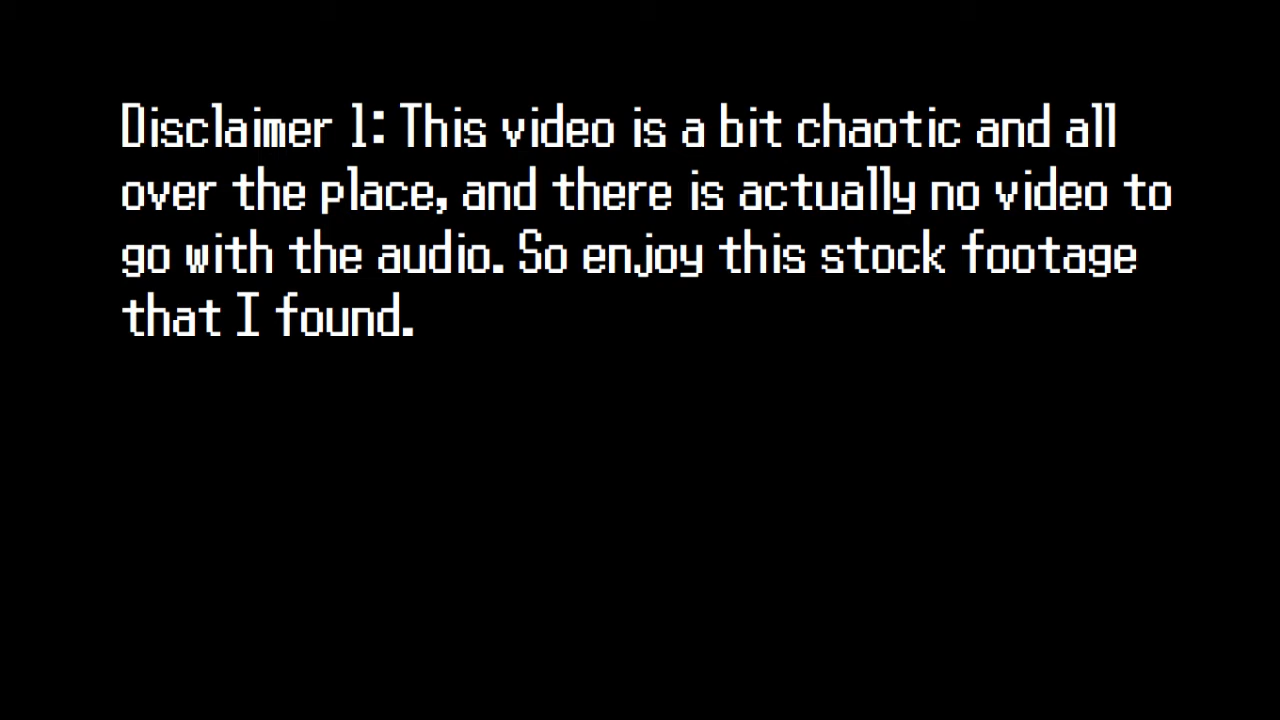 Disclaimer 1: This video is a bit chaotic and all
over the place, and there is actually no video to
go with the audio. So enjoy this stock footage
that I found.